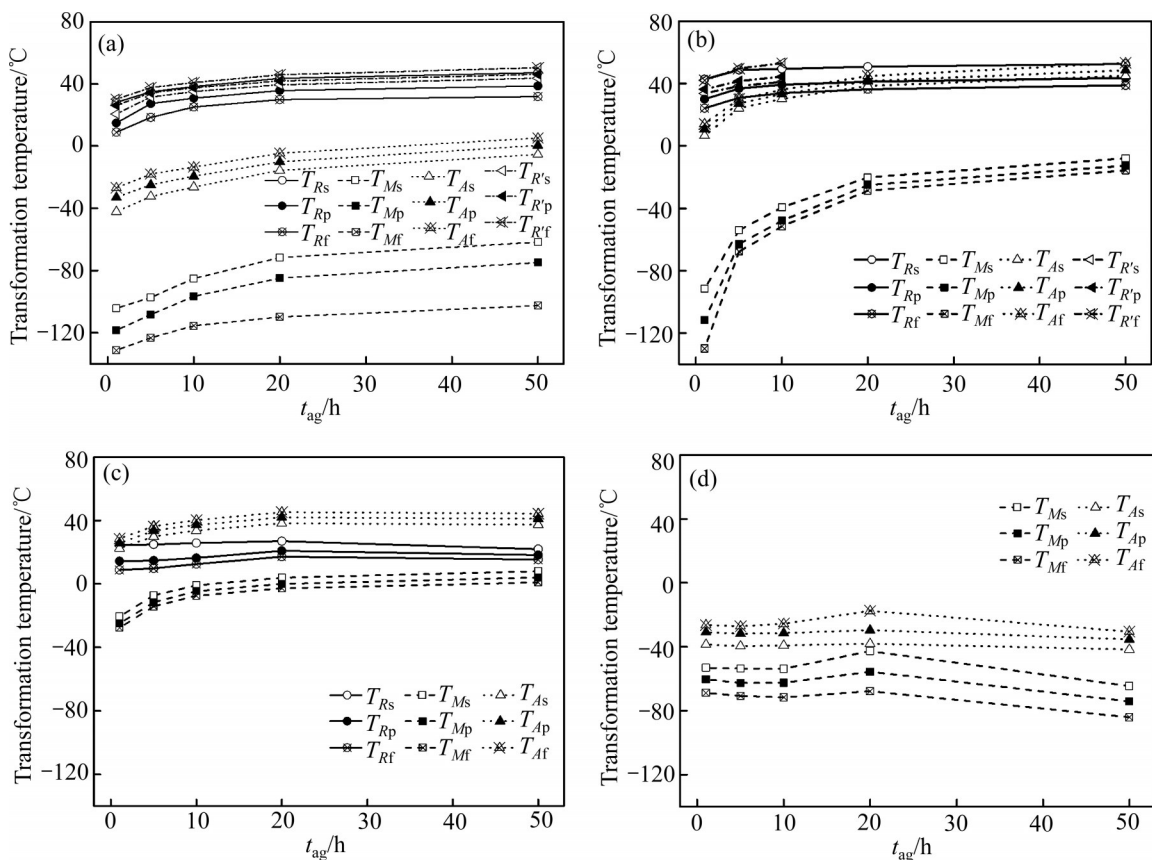 (a)
Transformation temperature/℃
80
40
0
−40
−80
−120
T_Rs T_Ms T_As T_R's
T_Rp T_Mp T_Ap T_R'p
T_Rf T_Mf T_Af T_R'f
0 10 20 30 40 50
t_ag/h
(b)
Transformation temperature/℃
80
40
0
−40
−80
−120
T_Rs T_Ms T_As T_R's
T_Rp T_Mp T_Ap T_R'p
T_Rf T_Mf T_Af T_R'f
0 10 20 30 40 50
t_ag/h
(c)
Transformation temperature/℃
80
40
0
−40
−80
−120
T_Rs T_Ms T_As
T_Rp T_Mp T_Ap
T_Rf T_Mf T_Af
0 10 20 30 40 50
t_ag/h
(d)
Transformation temperature/℃
80
40
0
−40
−80
−120
T_Ms T_As
T_Mp T_Ap
T_Mf T_Af
0 10 20 30 40 50
t_ag/h